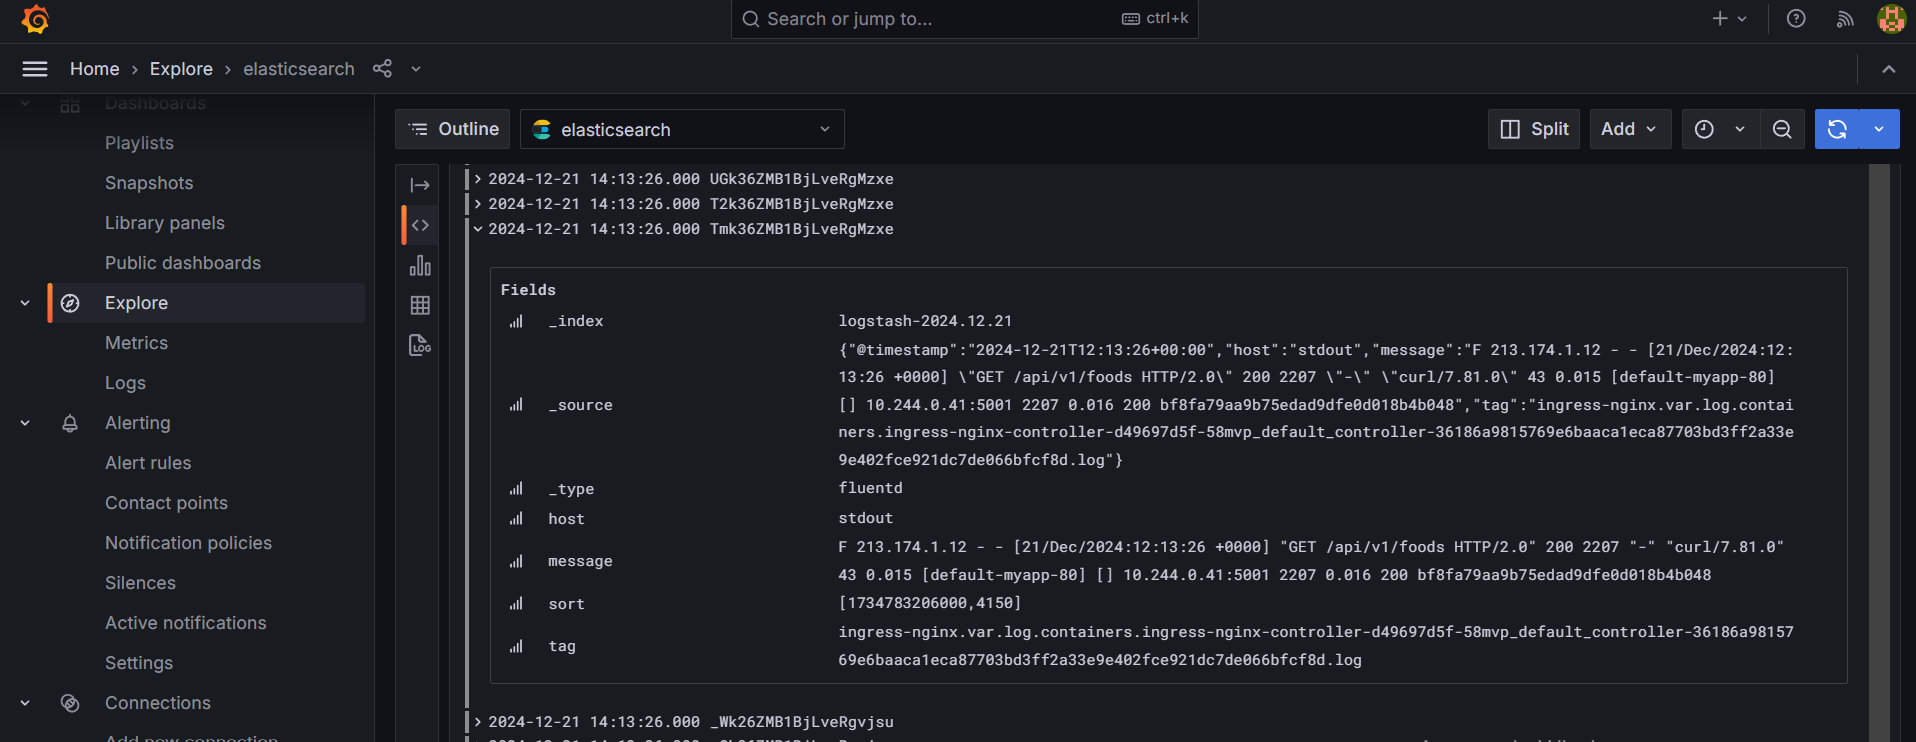 Search or jump to...
ctrl+k
Home › Explore › elasticsearch
Dashboards
Playlists
Snapshots
Library panels
Public dashboards
Explore
Metrics
Logs
Alerting
Alert rules
Contact points
Notification policies
Silences
Active notifications
Settings
Connections
Add new connection
Outline
elasticsearch
Split
Add
LOG
2024-12-21 14:13:26.000 UGk36ZMB1BjLveRgMzxe
2024-12-21 14:13:26.000 T2k36ZMB1BjLveRgMzxe
2024-12-21 14:13:26.000 Tmk36ZMB1BjLveRgMzxe
Fields
_index logstash-2024.12.21
_source
{"@timestamp":"2024-12-21T12:13:26+00:00","host":"stdout","message":"F 213.174.1.12 - - [21/Dec/2024:12:
13:26 +0000] \"GET /api/v1/foods HTTP/2.0\" 200 2207 \"-\" \"curl/7.81.0\" 43 0.015 [default-myapp-80]
[] 10.244.0.41:5001 2207 0.016 200 bf8fa79aa9b75edad9dfe0d018b4b048","tag":"ingress-nginx.var.log.contai
ners.ingress-nginx-controller-d49697d5f-58mvp_default_controller-36186a9815769e6baaca1eca87703bd3ff2a33e
9e402fce921dc7de066bfcf8d.log"}
_type fluentd
host stdout
message
F 213.174.1.12 - - [21/Dec/2024:12:13:26 +0000] "GET /api/v1/foods HTTP/2.0" 200 2207 "-" "curl/7.81.0"
43 0.015 [default-myapp-80] [] 10.244.0.41:5001 2207 0.016 200 bf8fa79aa9b75edad9dfe0d018b4b048
sort [1734783206000,4150]
tag
ingress-nginx.var.log.containers.ingress-nginx-controller-d49697d5f-58mvp_default_controller-36186a98157
69e6baaca1eca87703bd3ff2a33e9e402fce921dc7de066bfcf8d.log
2024-12-21 14:13:26.000 _Wk26ZMB1BjLveRgvjsu